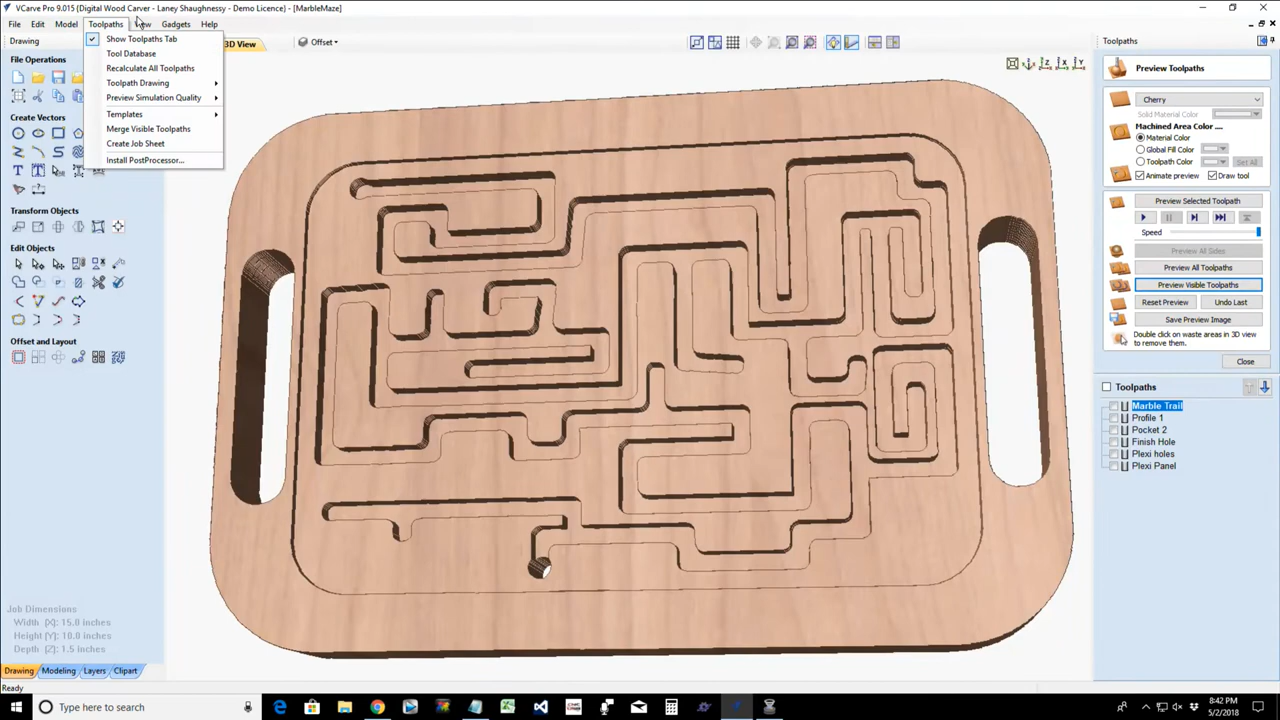 VCarve Pro 9.015 {Digital Wood Carver - Laney Shaughnessy - Demo Licence} - [MarbleMaze]
File Edit Model Toolpaths View Gadgets Help
Drawing
3D View
Offset
Toolpaths
Show Toolpaths Tab
Tool Database
Recalculate All Toolpaths
Toolpath Drawing
Preview Simulation Quality
Templates
Merge Visible Toolpaths
Create Job Sheet
Install PostProcessor...
File Operations
Create Vectors
Transform Objects
Edit Objects
Offset and Layout
Job Dimensions
Width (X): 15.0 inches
Height (Y): 10.0 inches
Depth (Z): 1.5 inches
Drawing Modeling Layers Clipart
Ready
Preview Toolpaths
Cherry
Solid Material Color
Machined Area Color ....
Material Color
Global Fill Color
Toolpath Color Set All
Animate preview Draw tool
Preview Selected Toolpath
Speed
Preview All Sides
Preview All Toolpaths
Preview Visible Toolpaths
Reset Preview Undo Last
Save Preview Image
Double click on waste areas in 3D view
to remove them.
Close
Toolpaths
Marble Trail
Profile 1
Pocket 2
Finish Hole
Plexi holes
Plexi Panel
Type here to search
8:42 PM
5/2/2018